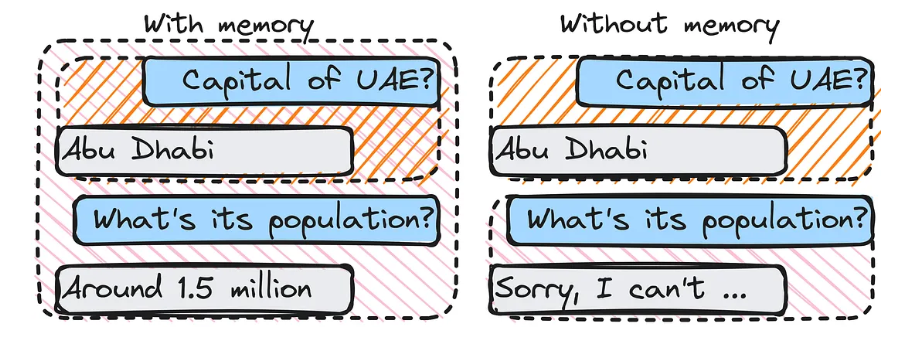 With memory
Capital of UAE?
Abu Dhabi
What's its population?
Around 1.5 million
Without memory
Capital of UAE?
Abu Dhabi
What's its population?
Sorry, I can't ...